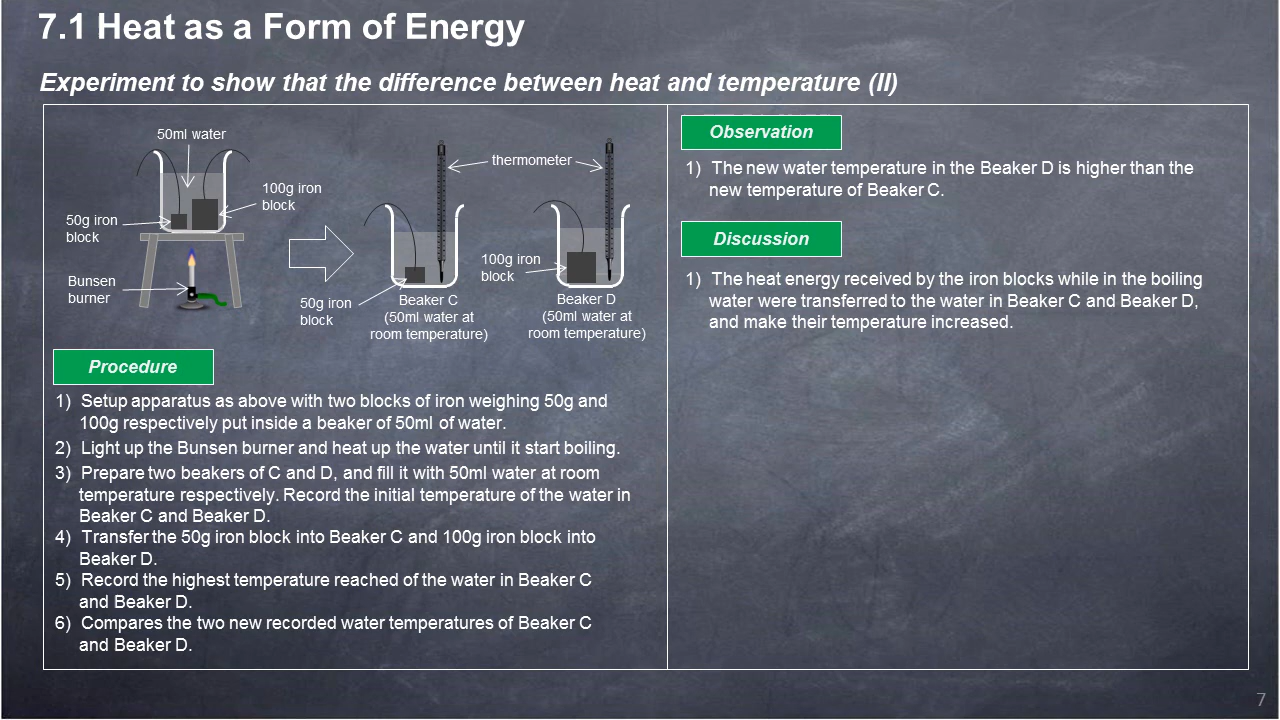 7.1 Heat as a Form of Energy
Experiment to show that the difference between heat and temperature (II)
50ml water
100g iron
block
50g iron
block
Bunsen
burner
thermometer
50g iron
block
100g iron
block
Beaker C
(50ml water at
room temperature)
Beaker D
(50ml water at
room temperature)
Procedure
1) Setup apparatus as above with two blocks of iron weighing 50g and
100g respectively put inside a beaker of 50ml of water.
2) Light up the Bunsen burner and heat up the water until it start boiling.
3) Prepare two beakers of C and D, and fill it with 50ml water at room
temperature respectively. Record the initial temperature of the water in
Beaker C and Beaker D.
4) Transfer the 50g iron block into Beaker C and 100g iron block into
Beaker D.
5) Record the highest temperature reached of the water in Beaker C
and Beaker D.
6) Compares the two new recorded water temperatures of Beaker C
and Beaker D.
Observation
1) The new water temperature in the Beaker D is higher than the
new temperature of Beaker C.
Discussion
1) The heat energy received by the iron blocks while in the boiling
water were transferred to the water in Beaker C and Beaker D,
and make their temperature increased.
7